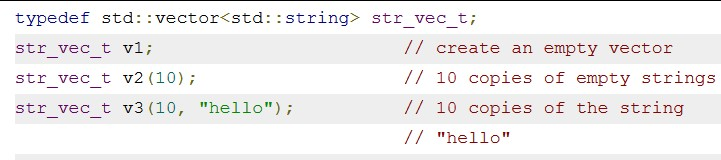 typedef std::vector<std::string> str_vec_t;
str_vec_t v1; // create an empty vector
str_vec_t v2(10); // 10 copies of empty strings
str_vec_t v3(10, "hello"); // 10 copies of the string
// "hello"